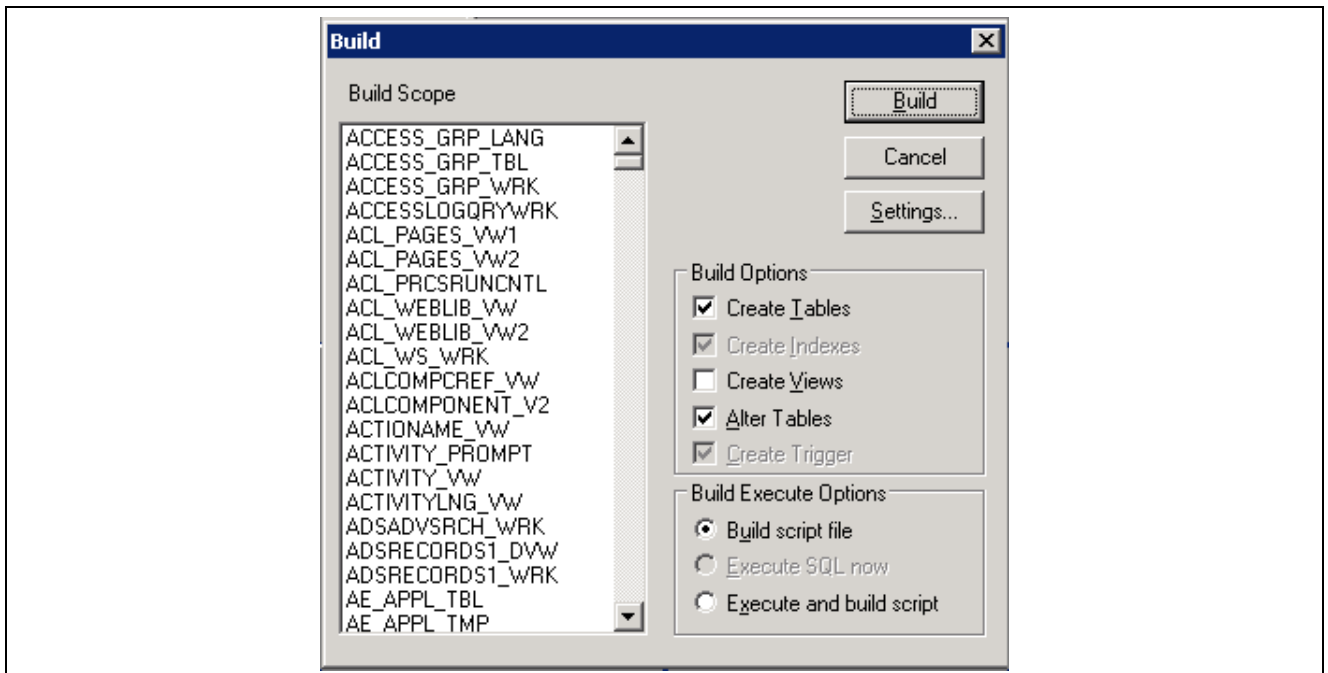 Build
Build Scope
ACCESS_GRP_LANG
ACCESS_GRP_TBL
ACCESS_GRP_WRK
ACCESSLOGQRYWRK
ACL_PAGES_VW1
ACL_PAGES_VW2
ACL_PRCSRUNCNTL
ACL_WEBLIB_VW
ACL_WEBLIB_VW2
ACL_WS_WRK
ACLCOMPCREF_VW
ACLCOMPONENT_V2
ACTIONAME_VW
ACTIVITY_PROMPT
ACTIVITY_VW
ACTIVITYLNG_VW
ADSADVSRCH_WRK
ADSRECORDS1_DVW
ADSRECORDS1_WRK
AE_APPL_TBL
AE_APPL_TMP
Build
Cancel
Settings...
Build Options
Create Tables
Create Indexes
Create Views
Alter Tables
Create Trigger
Build Execute Options
Build script file
Execute SQL now
Execute and build script